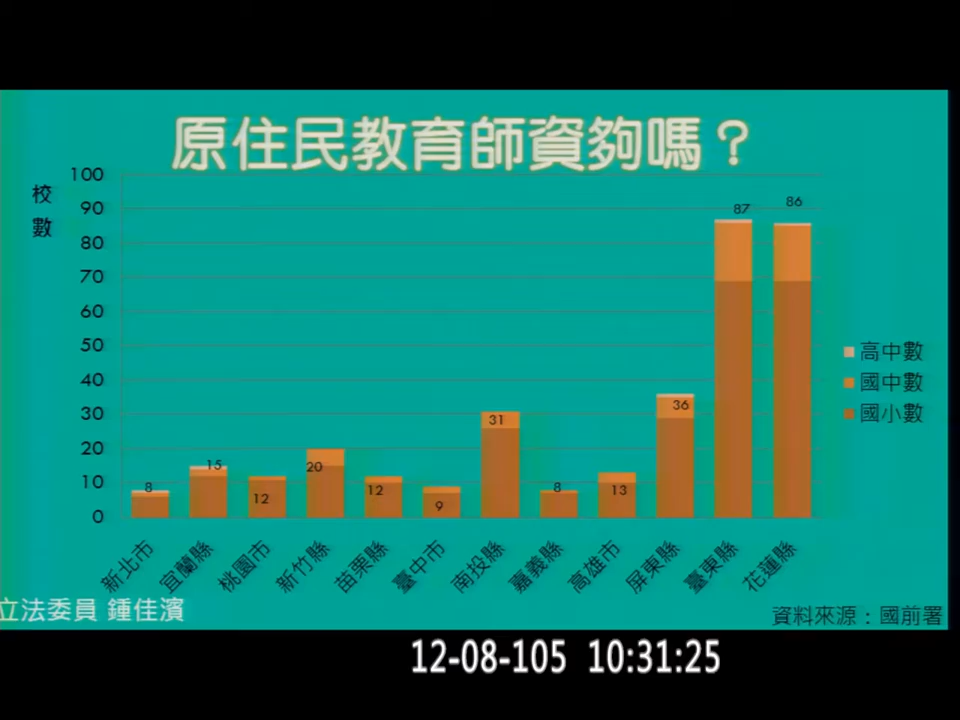 原住民教育師資夠嗎？
校數
100
90
80
70
60
50
40
30
20
10
0
8
15
12
20
12
9
31
8
13
36
87
86
高中數
國中數
國小數
新北市
宜蘭縣
桃園市
新竹縣
苗栗縣
臺中市
南投縣
嘉義縣
高雄市
屏東縣
臺東縣
花蓮縣
立法委員 鍾佳濱
資料來源：國前署
12-08-105 10:31:25